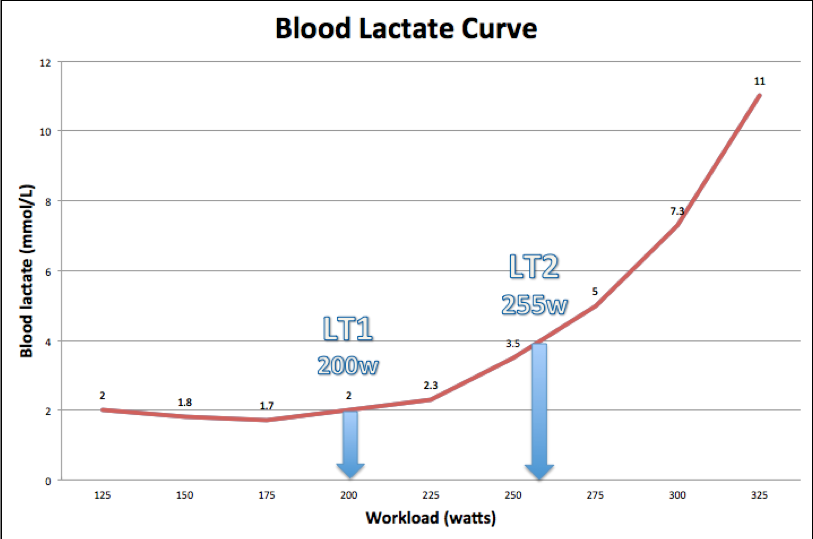 Blood Lactate Curve
Blood lactate (mmol/L)
12
10
8
6
4
2
0
2
1.8
1.7
2
2.3
3.5
5
7.3
11
LT1
200w
LT2
255w
125 150 175 200 225 250 275 300 325
Workload (watts)